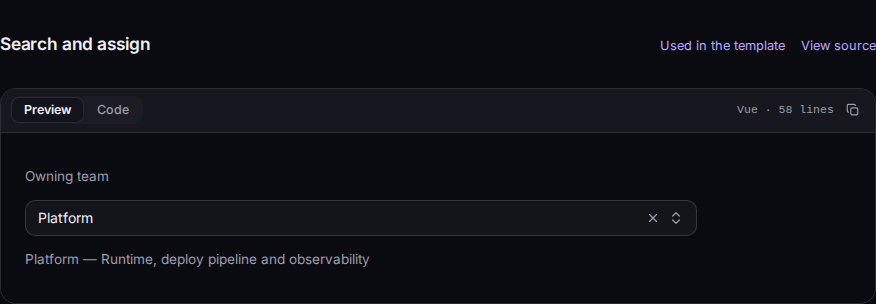 Search and assign
Used in the template View source
Preview Code
Vue · 58 lines
Owning team
Platform
Platform — Runtime, deploy pipeline and observability